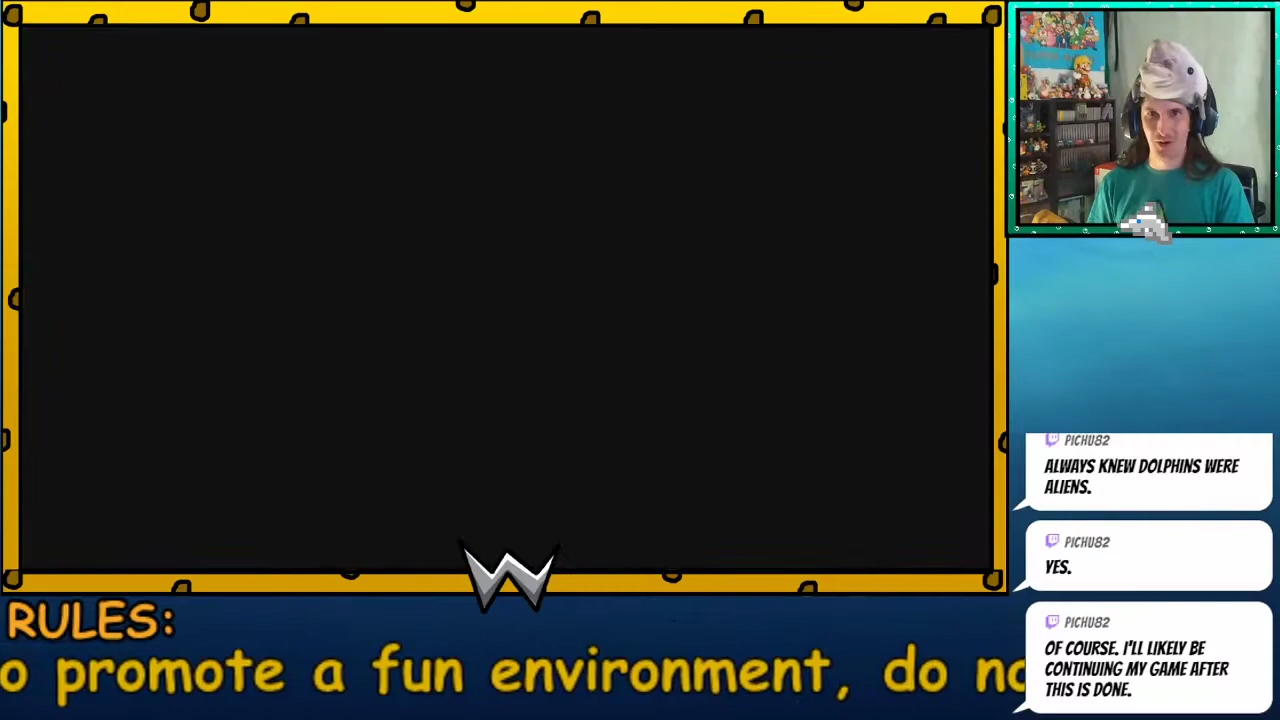 PICHU82
ALWAYS KNEW DOLPHINS WERE
ALIENS.
PICHU82
YES.
PICHU82
OF COURSE. I'LL LIKELY BE
CONTINUING MY GAME AFTER
THIS IS DONE.
W
RULES:
o promote a fun environment, do no